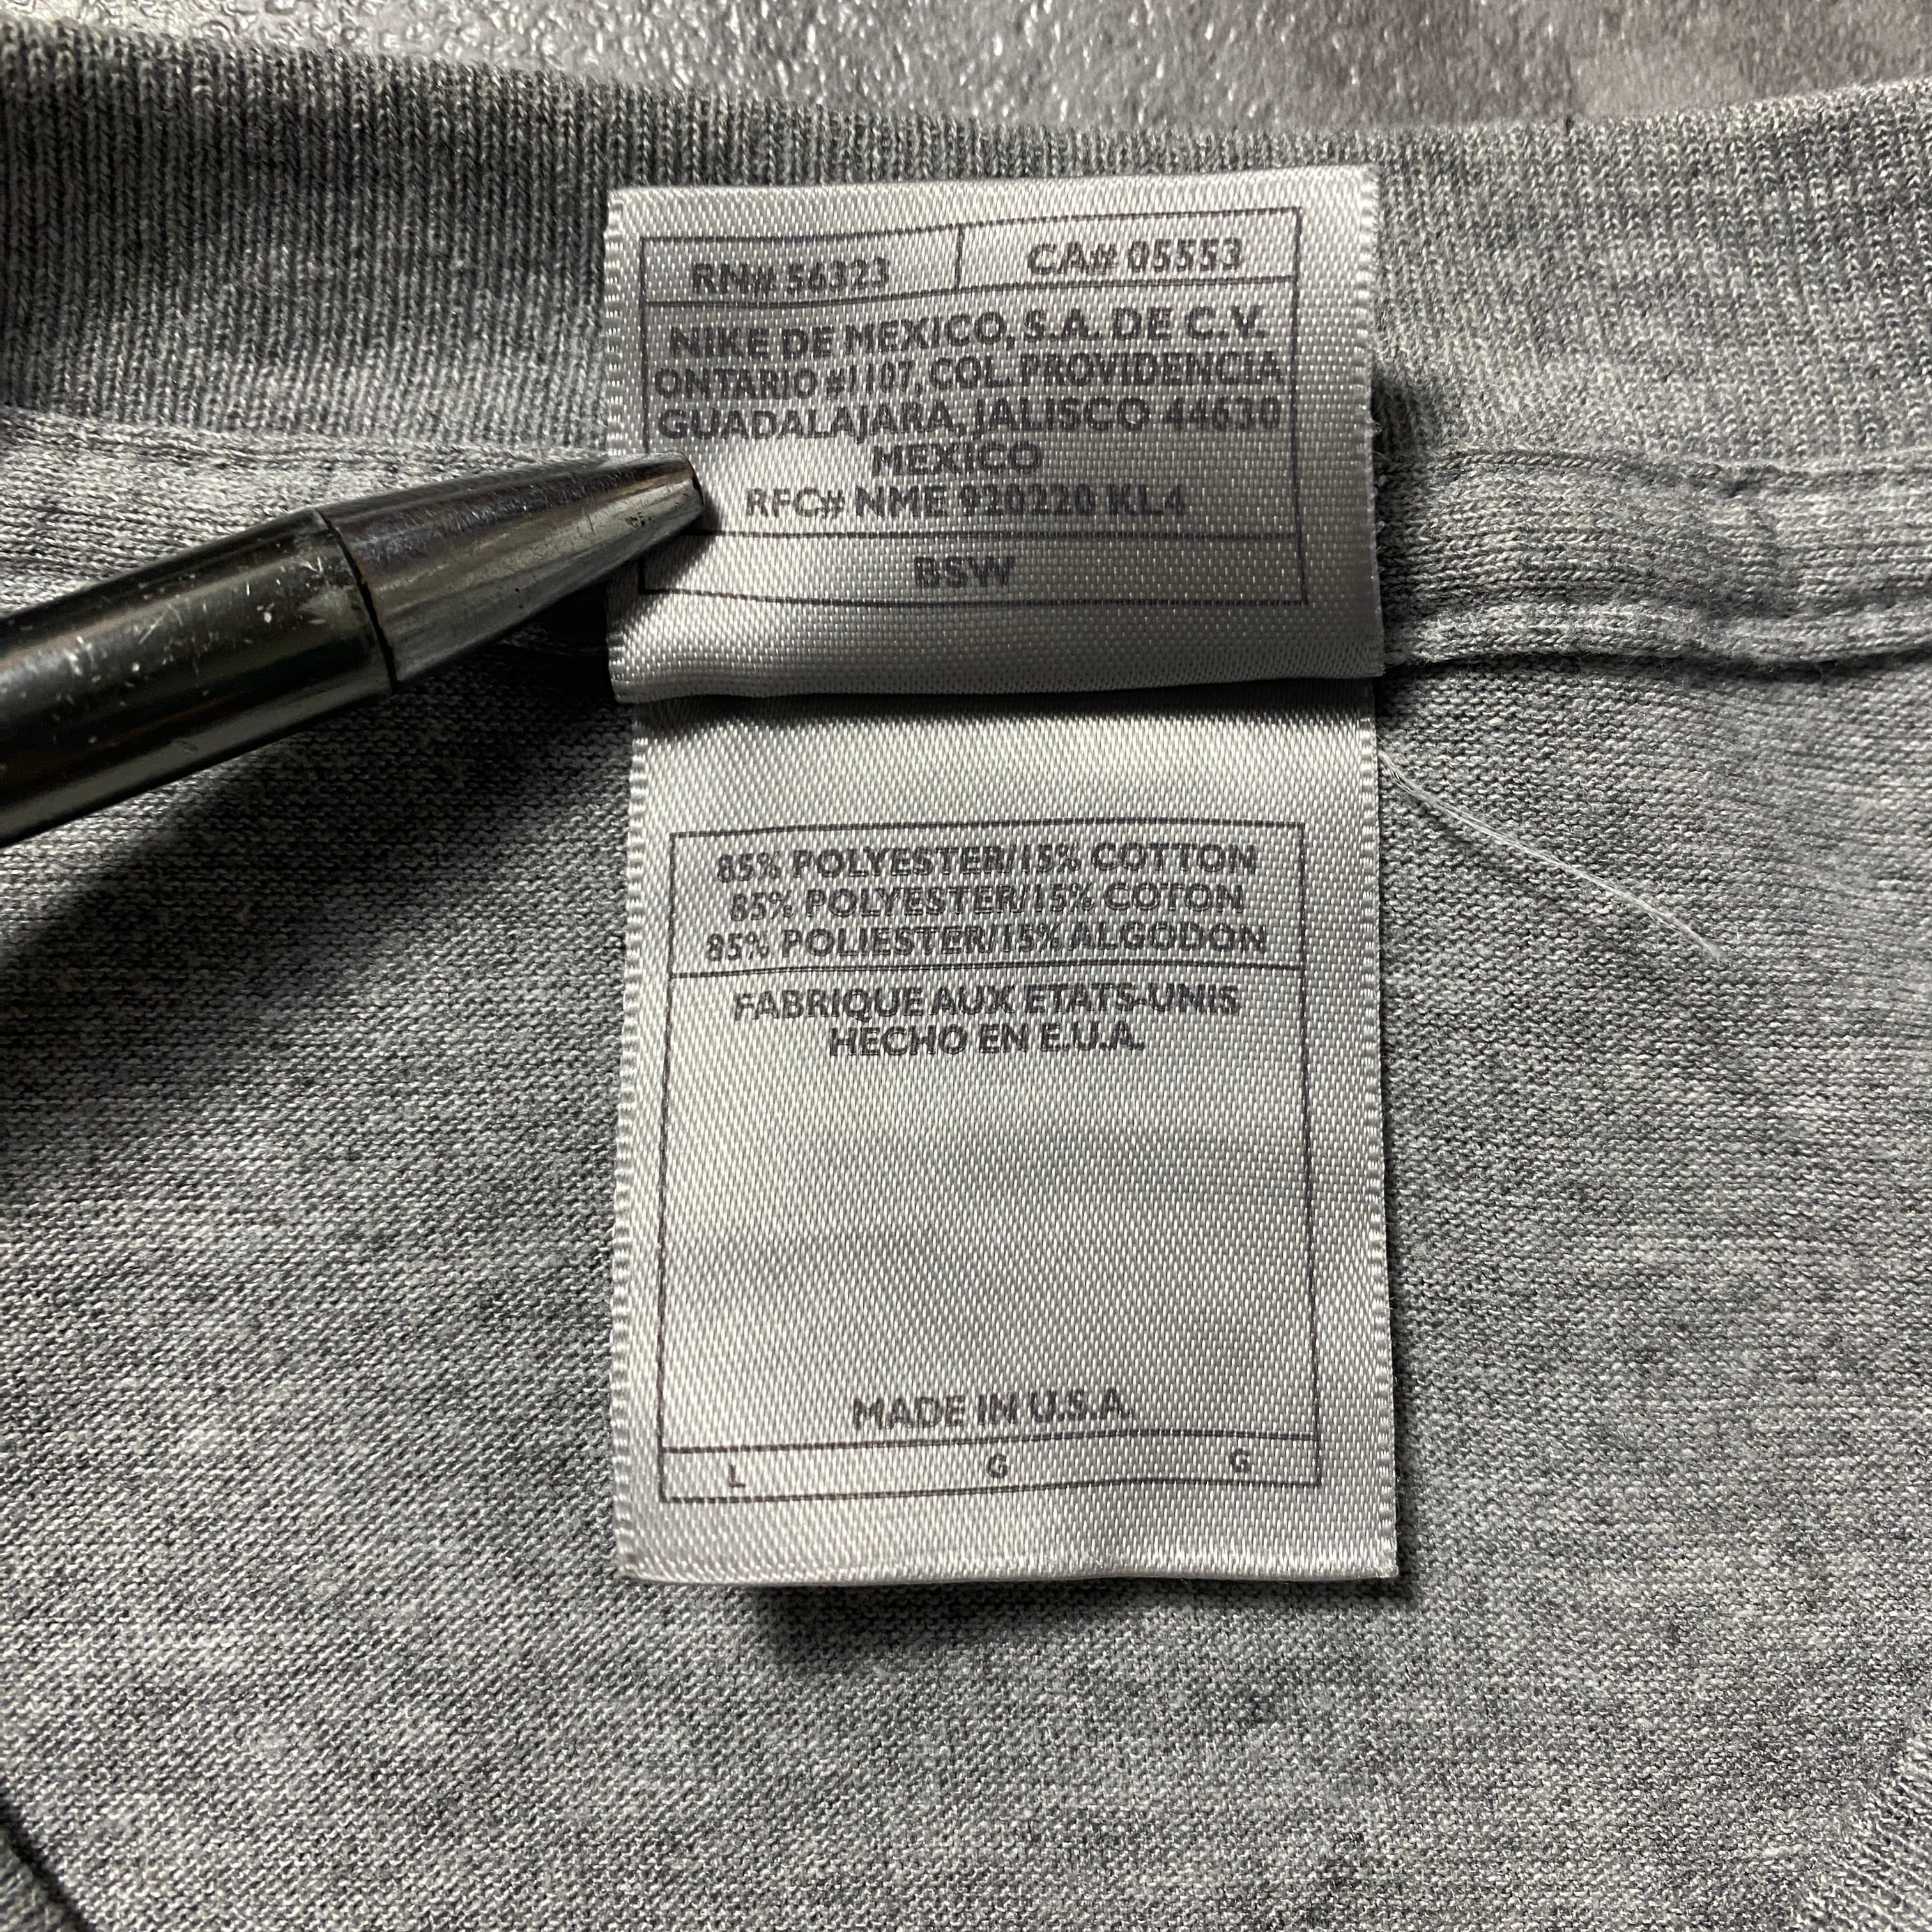 RN# 56323 CA# 05553
NIKE DE MEXICO, S.A. DE C.V.
ONTARIO #1107, COL. PROVIDENCIA
GUADALAJARA, JALISCO 44630
MEXICO
RFC# NME 920220 KL4
BSW
85% POLYESTER/15% COTTON
85% POLYESTER/15% COTON
85% POLIESTER/15% ALGODON
FABRIQUE AUX ETATS-UNIS
HECHO EN E.U.A.
MADE IN U.S.A.
L G G